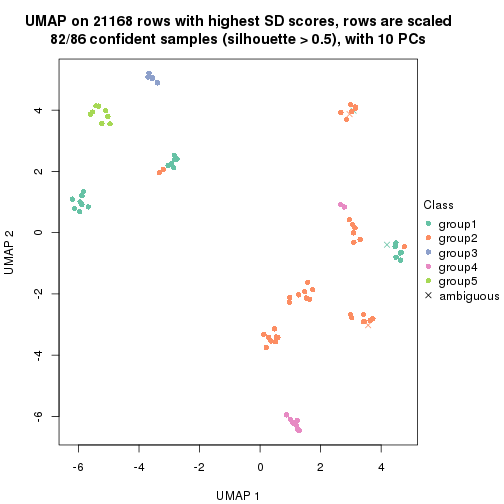 UMAP on 21168 rows with highest SD scores, rows are scaled
82/86 confident samples (silhouette > 0.5), with 10 PCs
4
2
0
-2
-4
-6
UMAP 2
-6 -4 -2 0 2 4
UMAP 1
Class
group1
group2
group3
group4
group5
ambiguous